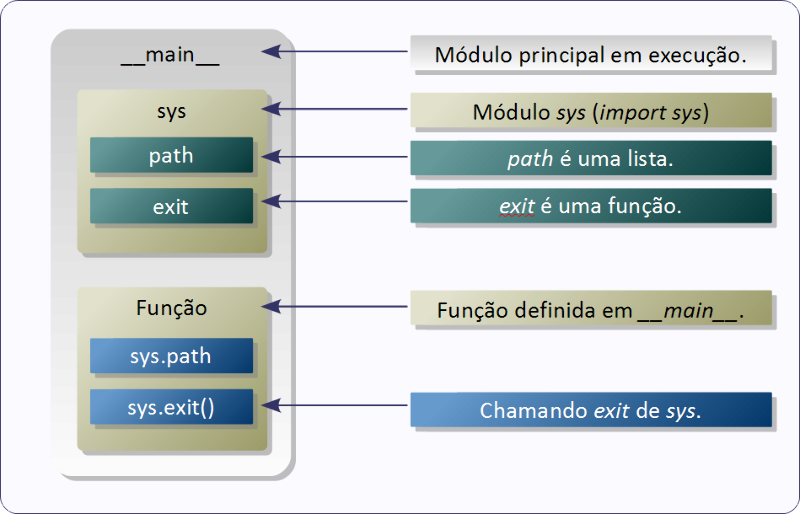 __main__
Módulo principal em execução.
sys
Módulo sys (import sys)
path
path é uma lista.
exit
exit é uma função.
Função
Função definida em __main__.
sys.path
sys.exit()
Chamando exit de sys.